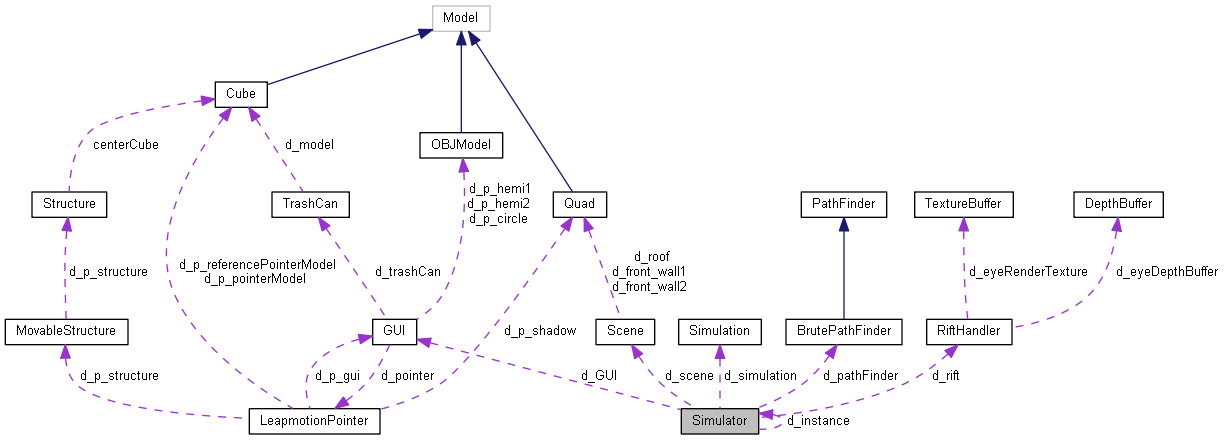 Model
Cube
centerCube
d_model
OBJModel
d_p_hemi1
d_p_hemi2
d_p_circle
Structure
TrashCan
Quad
PathFinder
TextureBuffer
DepthBuffer
d_p_structure
d_p_referencePointerModel
d_p_pointerModel
d_trashCan
d_roof
d_front_wall1
d_front_wall2
d_eyeRenderTexture
d_eyeDepthBuffer
MovableStructure
GUI
d_p_shadow
Scene
Simulation
BrutePathFinder
RiftHandler
d_p_structure
d_p_gui
d_pointer
d_GUI
d_scene
d_simulation
d_pathFinder
d_rift
LeapmotionPointer
Simulator
d_instance